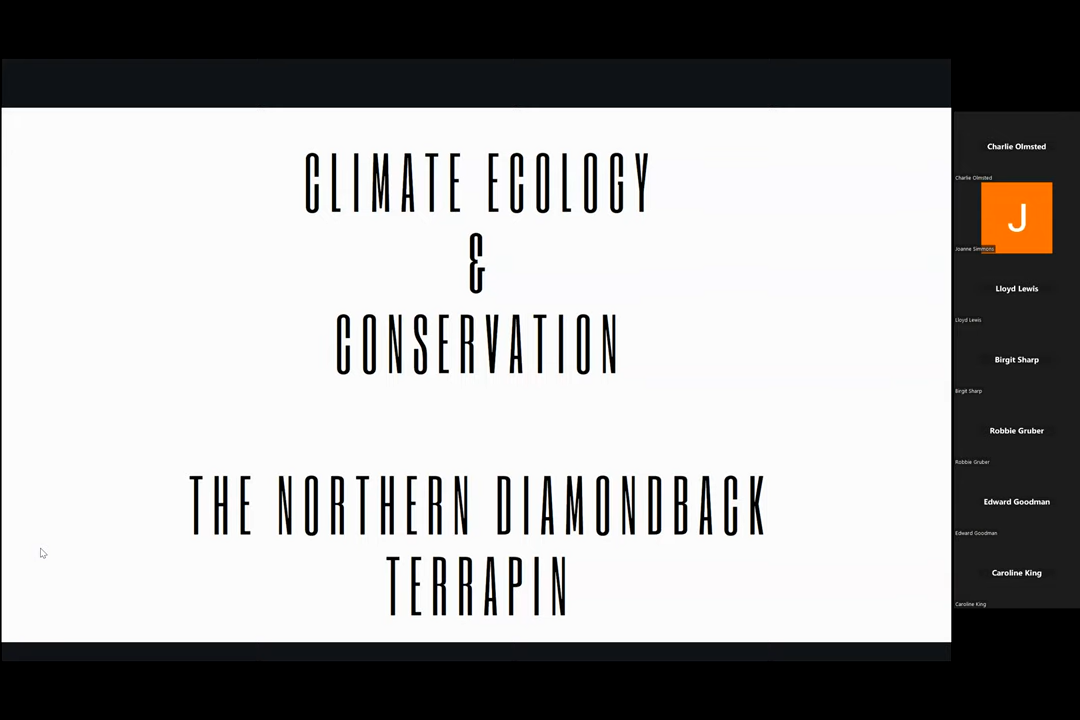 CLIMATE ECOLOGY
&
CONSERVATION
THE NORTHERN DIAMONDBACK
TERRAPIN
Charlie Olmsted
Charlie Olmsted
J
Joanne Simmons
Lloyd Lewis
Lloyd Lewis
Birgit Sharp
Birgit Sharp
Robbie Gruber
Robbie Gruber
Edward Goodman
Edward Goodman
Caroline King
Caroline King